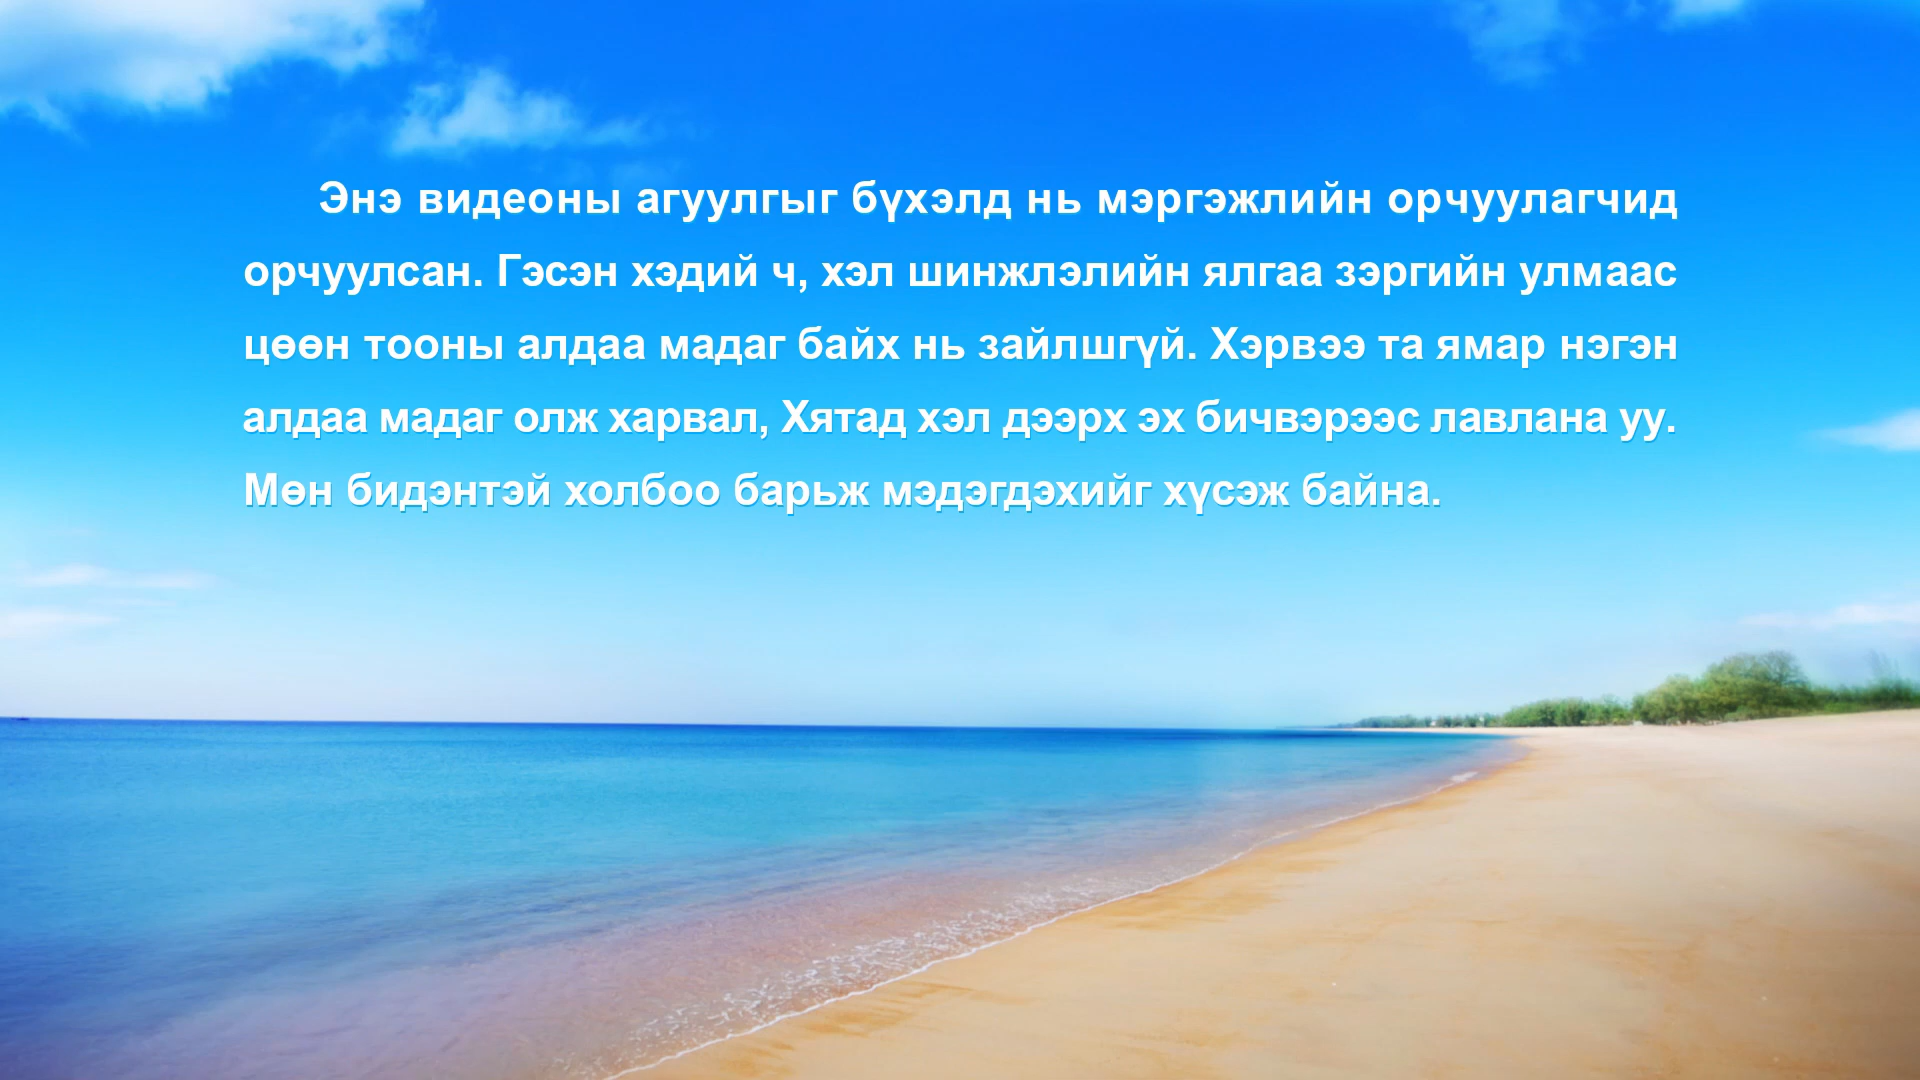 Энэ видеоны агуулгыг бүхэлд нь мэргэжлийн орчуулагчид
орчуулсан. Гэсэн хэдий ч, хэл шинжлэлийн ялгаа зэргийн улмаас
цөөн тооны алдаа мадаг байх нь зайлшгүй. Хэрвээ та ямар нэгэн
алдаа мадаг олж харвал, Хятад хэл дээрх эх бичвэрээс лавлана уу.
Мөн бидэнтэй холбоо барьж мэдэгдэхийг хүсэж байна.